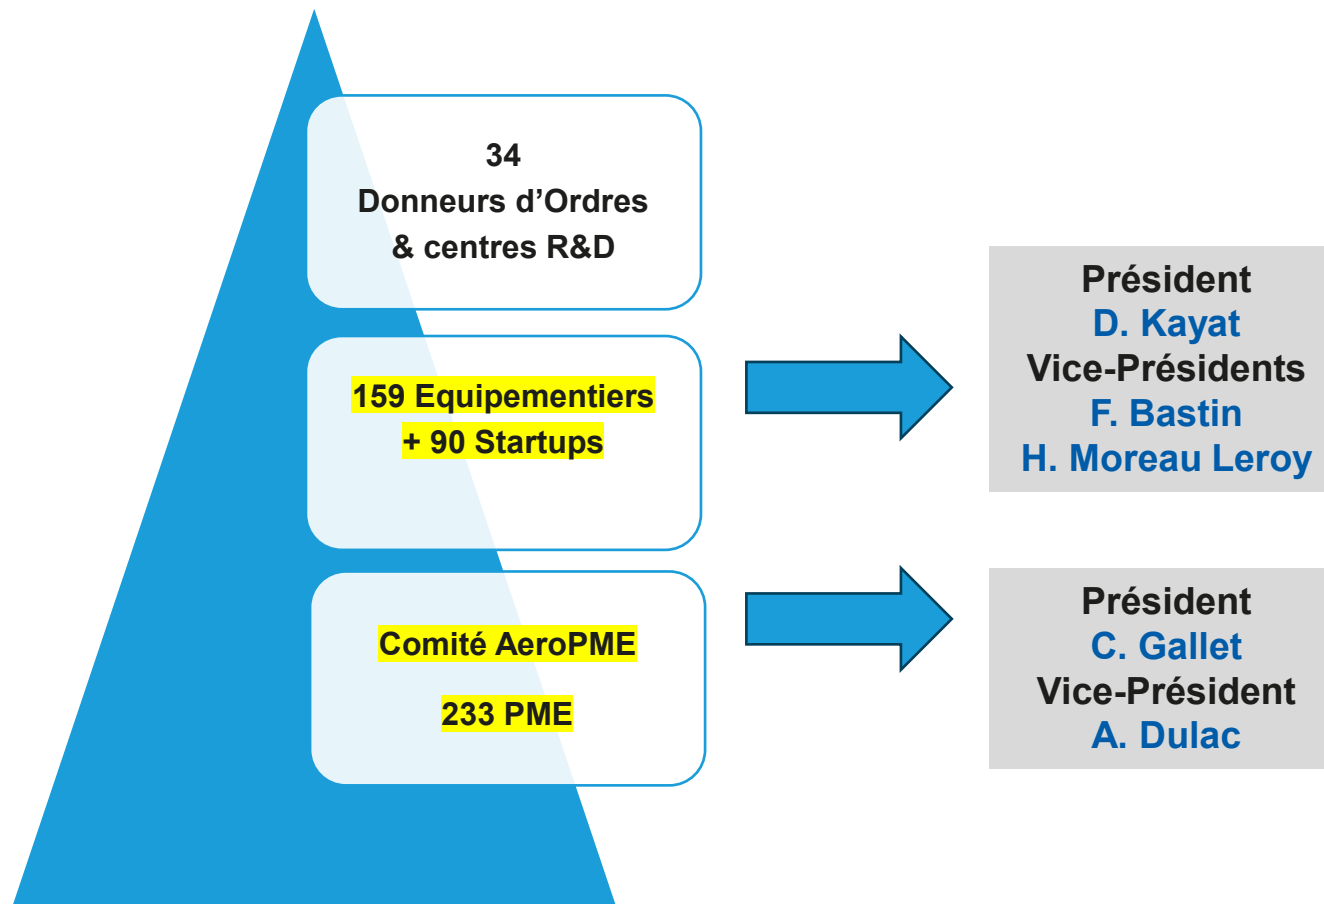 34
Donneurs d’Ordres
& centres R&D
159 Equipementiers
+ 90 Startups
Comité AeroPME
233 PME
Président
D. Kayat
Vice-Présidents
F. Bastin
H. Moreau Leroy
Président
C. Gallet
Vice-Président
A. Dulac